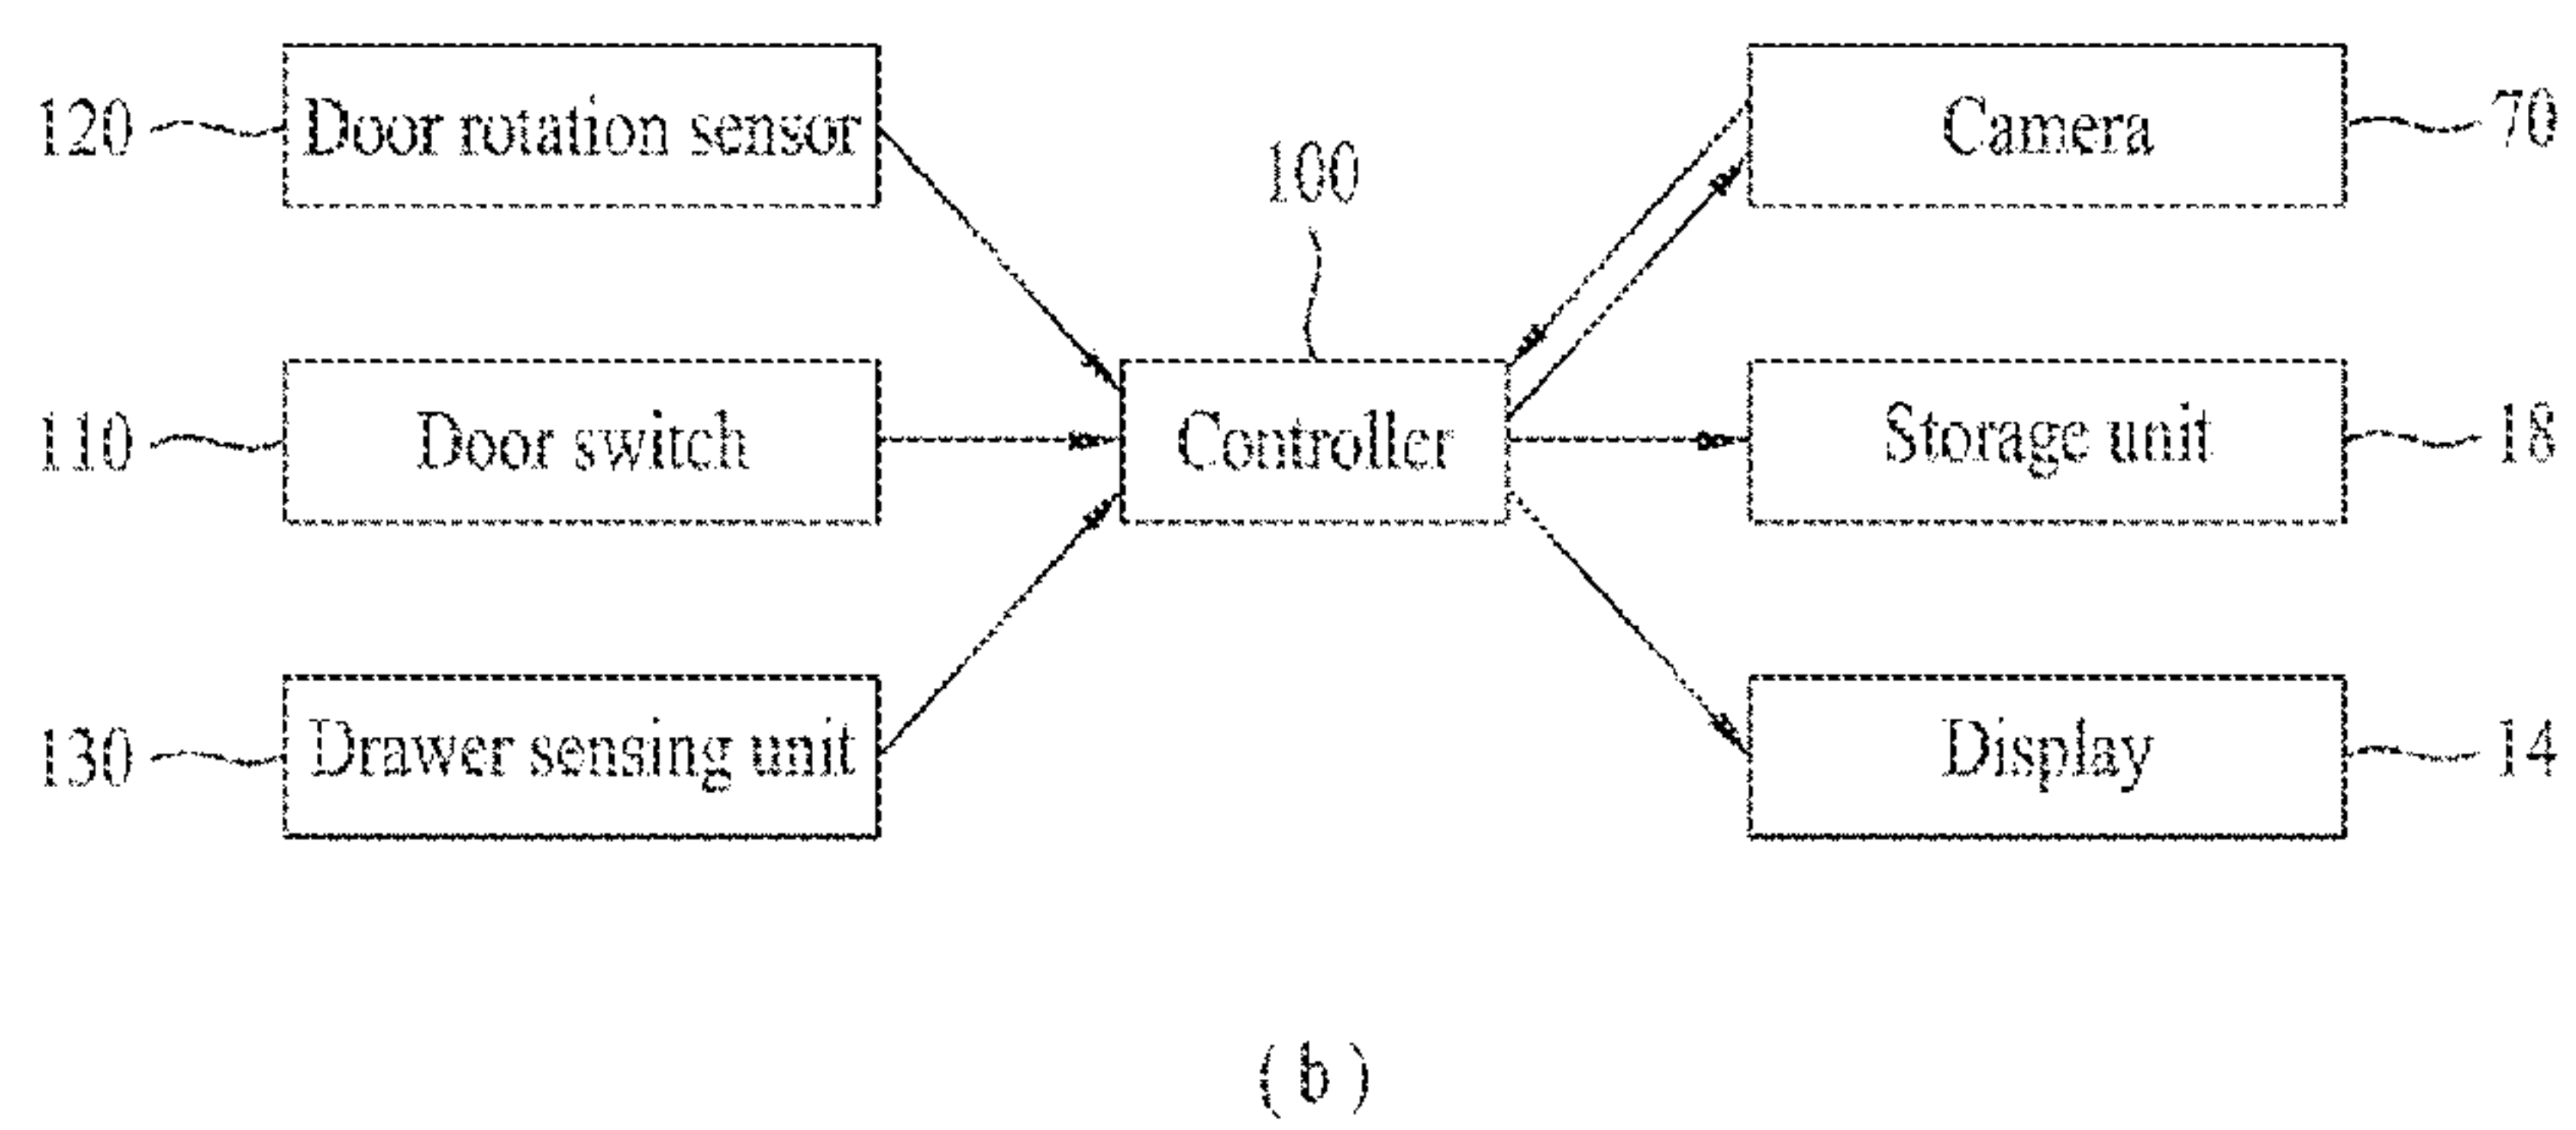 120 Door rotation sensor
Camera 70
100
110 Door switch
Controller
Storage unit 18
130 Drawer sensing unit
Display 14
(b)